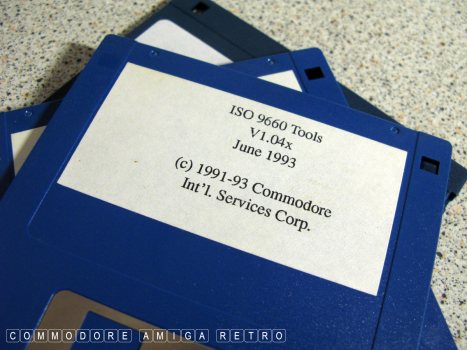 ISO 9660 Tools
V1.04x
June 1993
(c) 1991-93 Commodore
Int'l. Services Corp.
COMMODORE AMIGA RETRO